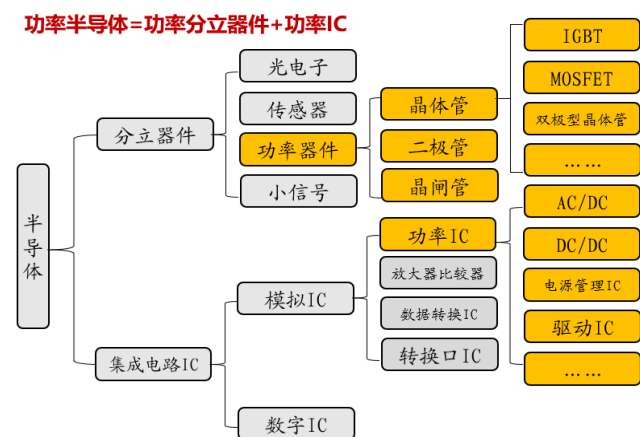 功率半导体=功率分立器件+功率IC
半导体
分立器件
光电子
传感器
功率器件
小信号
晶体管
二极管
晶闸管
IGBT
MOSFET
双极型晶体管
……
集成电路IC
模拟IC
数字IC
功率IC
放大器比较器
数据转换IC
转换口IC
AC/DC
DC/DC
电源管理IC
驱动IC
……